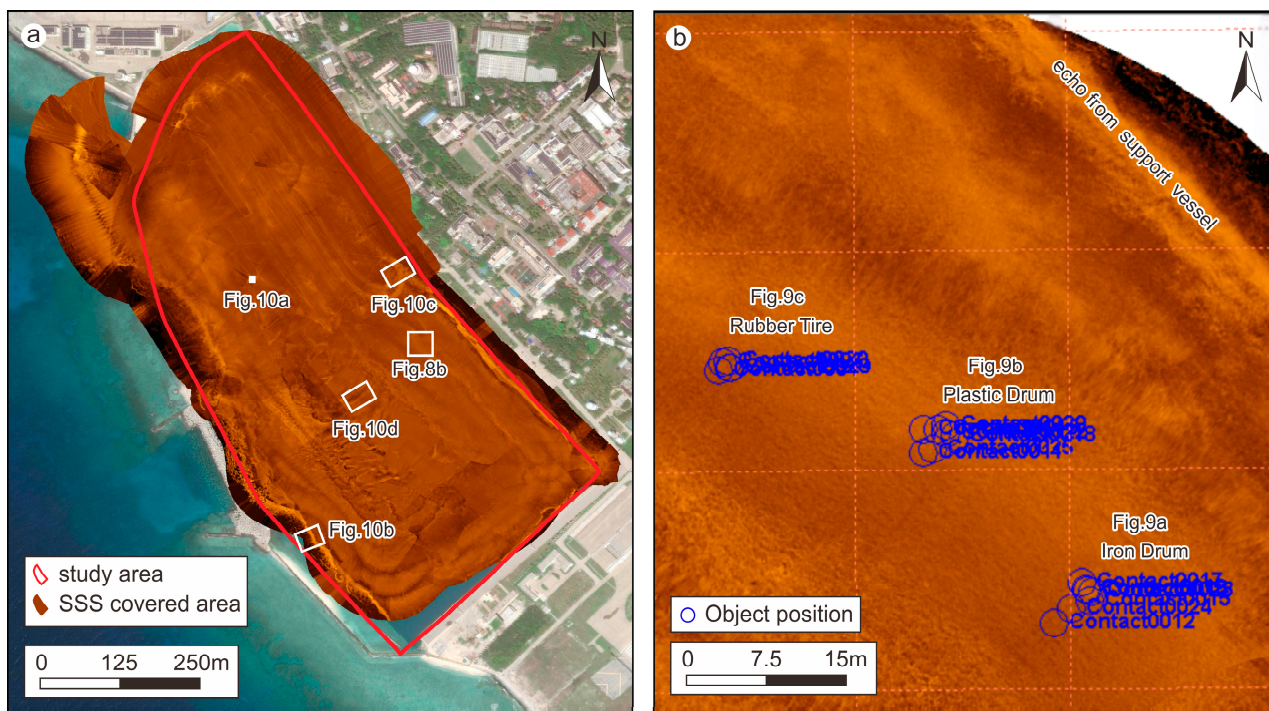 a
N
Fig.10a
Fig.10c
Fig.8b
Fig.10d
Fig.10b
study area
SSS covered area
0 125 250m
b
N
echo from support vessel
Fig.9c
Rubber Tire
Fig.9b
Plastic Drum
Fig.9a
Iron Drum
Contact0017
Contact0024
Contact0012
Object position
0 7.5 15m